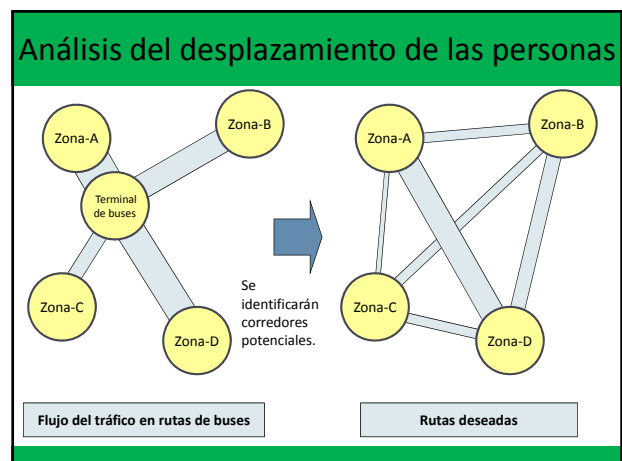 Análisis del desplazamiento de las personas
Zona-A
Zona-B
Terminal
de buses
Zona-C
Zona-D
Se
identificarán
corredores
potenciales.
Zona-A
Zona-B
Zona-C
Zona-D
Flujo del tráfico en rutas de buses
Rutas deseadas